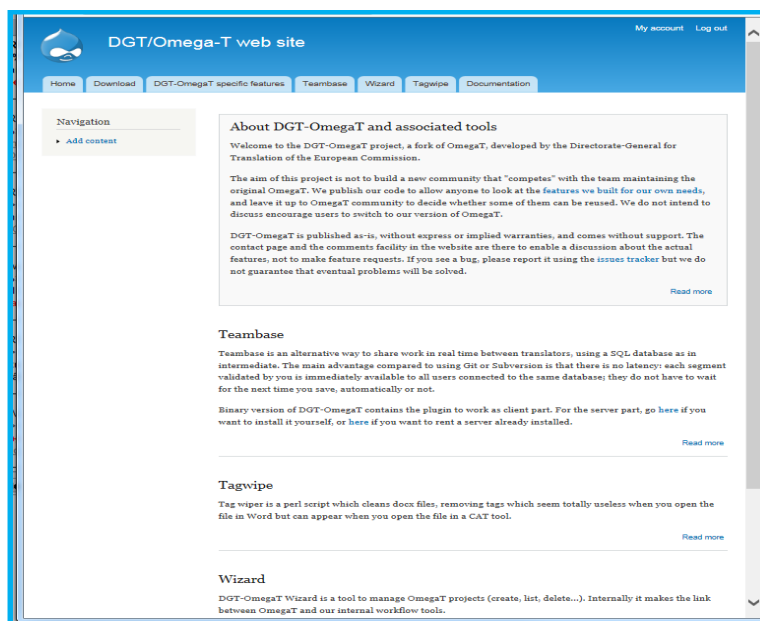 My account Log out
DGT/Omega-T web site
Home Download DGT-OmegaT specific features Teambase Wizard Tagwipe Documentation
Navigation
Add content
About DGT-OmegaT and associated tools
Welcome to the DGT-OmegaT project, a fork of OmegaT, developed by the Directorate-General for
Translation of the European Commission.
The aim of this project is not to build a new community that "competes" with the team maintaining the
original OmegaT. We publish our code to allow anyone to look at the features we built for our own needs,
and leave it up to OmegaT community to decide whether some of them can be reused. We do not intend to
discuss encourage users to switch to our version of OmegaT.
DGT-OmegaT is published as-is, without express or implied warranties, and comes without support. The
contact page and the comments facility in the website are there to enable a discussion about the actual
features, not to make feature requests. If you see a bug, please report it using the issues tracker but we do
not guarantee that eventual problems will be solved.
Read more
Teambase
Teambase is an alternative way to share work in real time between translators, using a SQL database as in
intermediate. The main advantage compared to using Git or Subversion is that there is no latency: each segment
validated by you is immediately available to all users connected to the same database; they do not have to wait
for the next time you save, automatically or not.
Binary version of DGT-OmegaT contains the plugin to work as client part. For the server part, go here if you
want to install it yourself, or here if you want to rent a server already installed.
Read more
Tagwipe
Tag wiper is a perl script which cleans docx files, removing tags which seem totally useless when you open the
file in Word but can appear when you open the file in a CAT tool.
Read more
Wizard
DGT-OmegaT Wizard is a tool to manage OmegaT projects (create, list, delete...). Internally it makes the link
between OmegaT and our internal workflow tools.